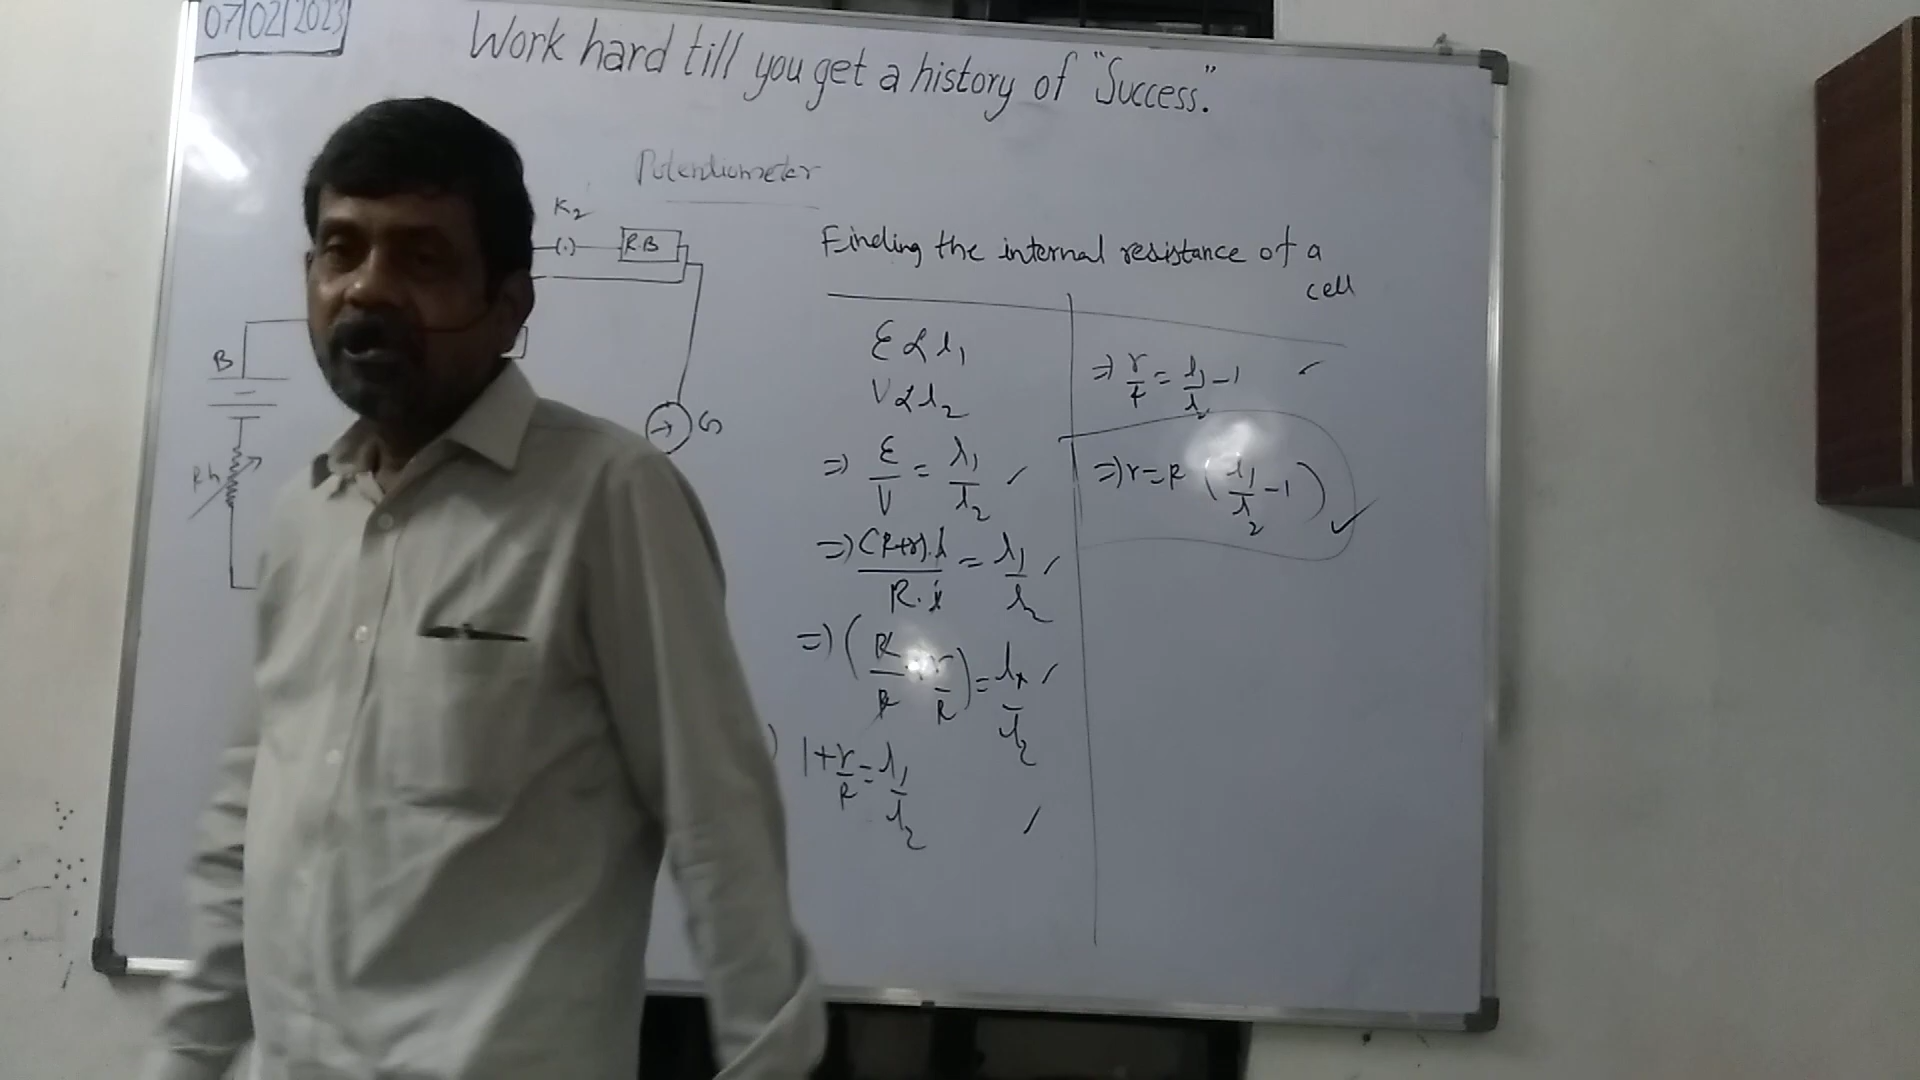 07/02/2023
Work hard till you get a history of "Success."
Potentiometer
K2
R.B
B
Rh
G
Finding the internal resistance of a
cell
ε α l1
V α l2
=) ε/V = l1/l2
=) (R+r).i / R.i = l1/l2
=) (R/R + r/R) = l1/l2
1 + r/R = l1/l2
=) r/R = l1/l2 - 1
=) r = R (l1/l2 - 1)